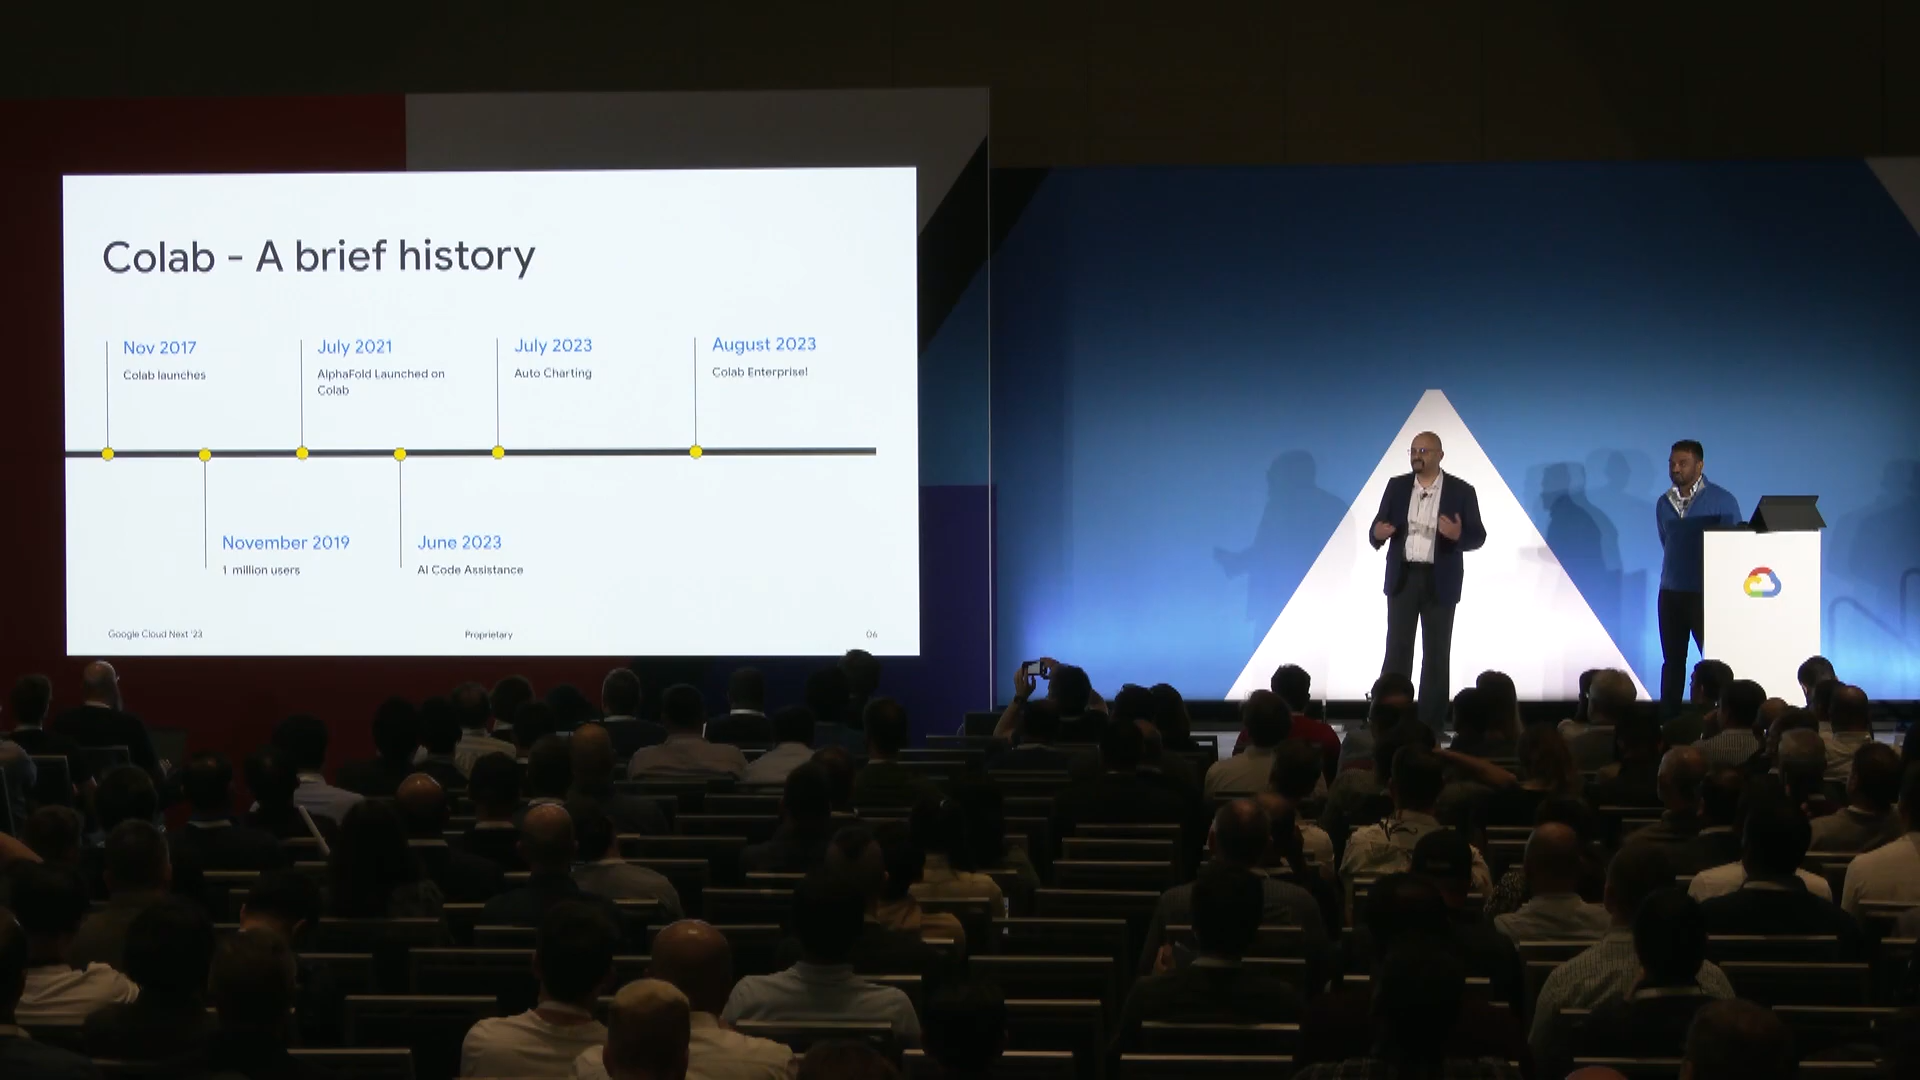 Colab - A brief history
Nov 2017
Colab launches
July 2021
AlphaFold Launched on
Colab
July 2023
Auto Charting
August 2023
Colab Enterprise!
November 2019
1 million users
June 2023
AI Code Assistance
Google Cloud Next '23
Proprietary
06